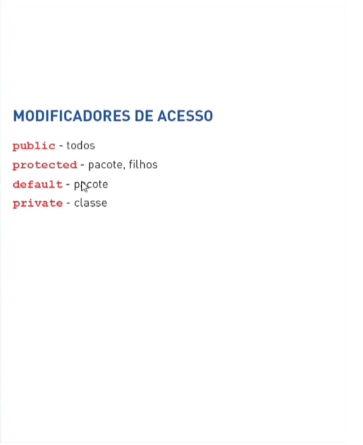 MODIFICADORES DE ACESSO
public - todos
protected - pacote, filhos
default - pacote
private - classe